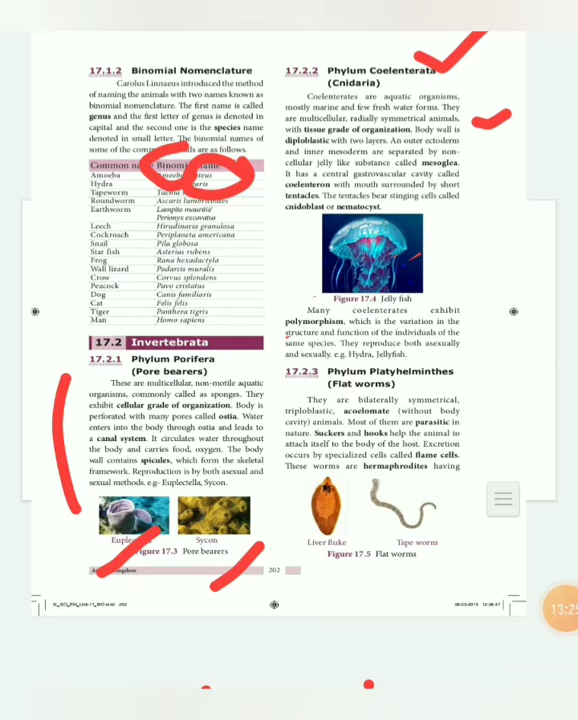 17.1.2 Binomial Nomenclature
Carolus Linnaeus introduced the method
of naming the animals with two names known as
binomial nomenclature. The first name is called
genus and the first letter of genus is denoted in
capital and the second one is the species name
denoted in small letter. The binomial names of
some of the are as follows.
Common Binomial
Amoeba Amoeba
Hydra
Tapeworm Taenia
Roundworm Ascaris lumbricoides
Earthworm Lampito mauritii/
Perionyx excavatus
Leech Hirudinaria granulosa
Cockroach Periplaneta americana
Snail Pila globosa
Star fish Asterias rubens
Frog Rana hexadactyla
Wall lizard Podarcis muralis
Crow Corvus splendens
Peacock Pavo cristatus
Dog Canis familiaris
Cat Felis felis
Tiger Panthera tigris
Man Homo sapiens
17.2 Invertebrata
17.2.1 Phylum Porifera
(Pore bearers)
These are multicellular, non-motile aquatic
organisms, commonly called as sponges. They
exhibit cellular grade of organization. Body is
perforated with many pores called ostia. Water
enters into the body through ostia and leads to
a canal system. It circulates water throughout
the body and carries food, oxygen. The body
wall contains spicules, which form the skeletal
framework. Reproduction is by both asexual and
sexual methods. e.g- Euplectella, Sycon.
Sycon
Figure 17.3 Pore bearers
17.2.2 Phylum Coelenterata
(Cnidaria)
Coelenterates are aquatic organisms,
mostly marine and few fresh water forms. They
are multicellular, radially symmetrical animals,
with tissue grade of organization. Body wall is
diploblastic with two layers. An outer ectoderm
and inner mesoderm are separated by non-
cellular jelly like substance called mesoglea.
It has a central gastrovascular cavity called
coelenteron with mouth surrounded by short
tentacles. The tentacles bear stinging cells called
cnidoblast or nematocyst.
Figure 17.4 Jelly fish
Many coelenterates exhibit
polymorphism, which is the variation in the
structure and function of the individuals of the
same species. They reproduce both asexually
and sexually. e.g. Hydra, Jellyfish.
17.2.3 Phylum Platyhelminthes
(Flat worms)
They are bilaterally symmetrical,
triploblastic, acoelomate (without body
cavity) animals. Most of them are parasitic in
nature. Suckers and hooks help the animal to
attach itself to the body of the host. Excretion
occurs by specialized cells called flame cells.
These worms are hermaphrodites having
Liver fluke Tape worm
Figure 17.5 Flat worms
202
13:25